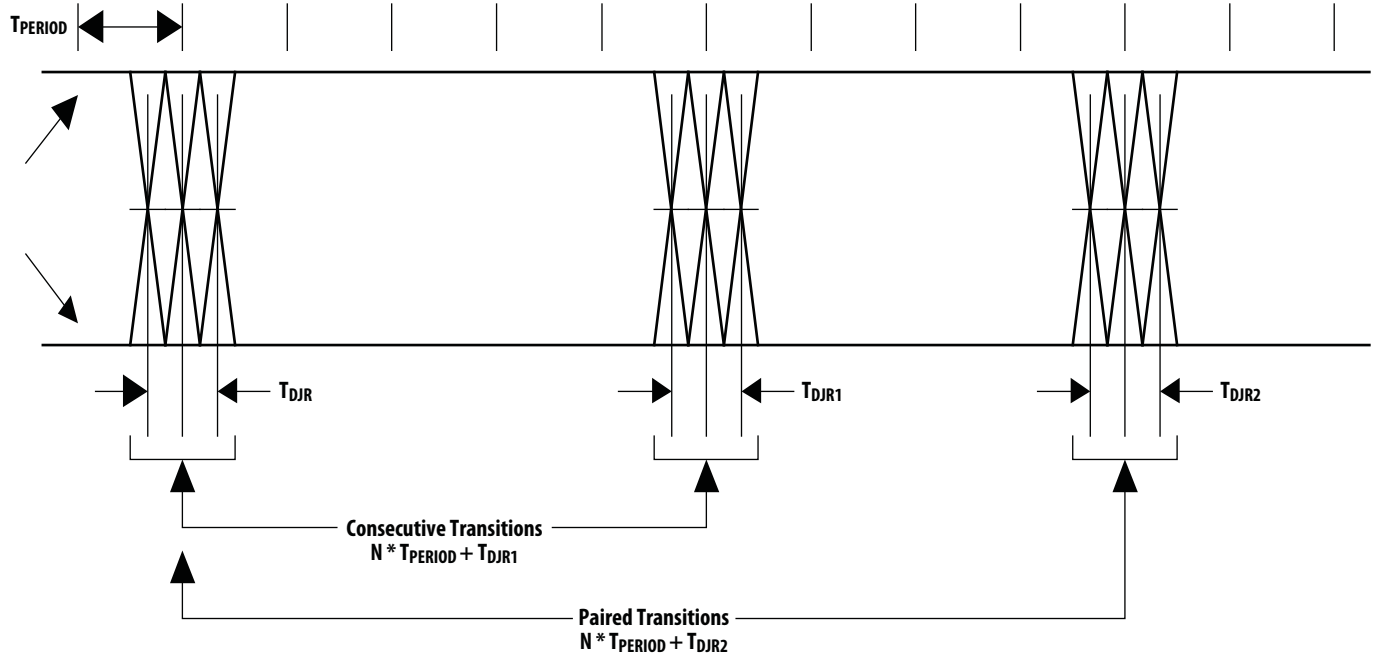 TPERIOD
TDJR
TDJR1
TDJR2
Consecutive Transitions
N * TPERIOD + TDJR1
Paired Transitions
N * TPERIOD + TDJR2